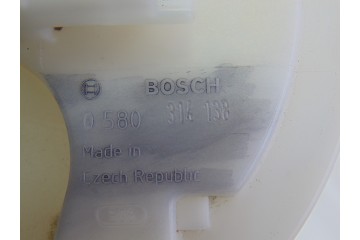 BOSCH
0 580 314 138
Made in
Czech Republic